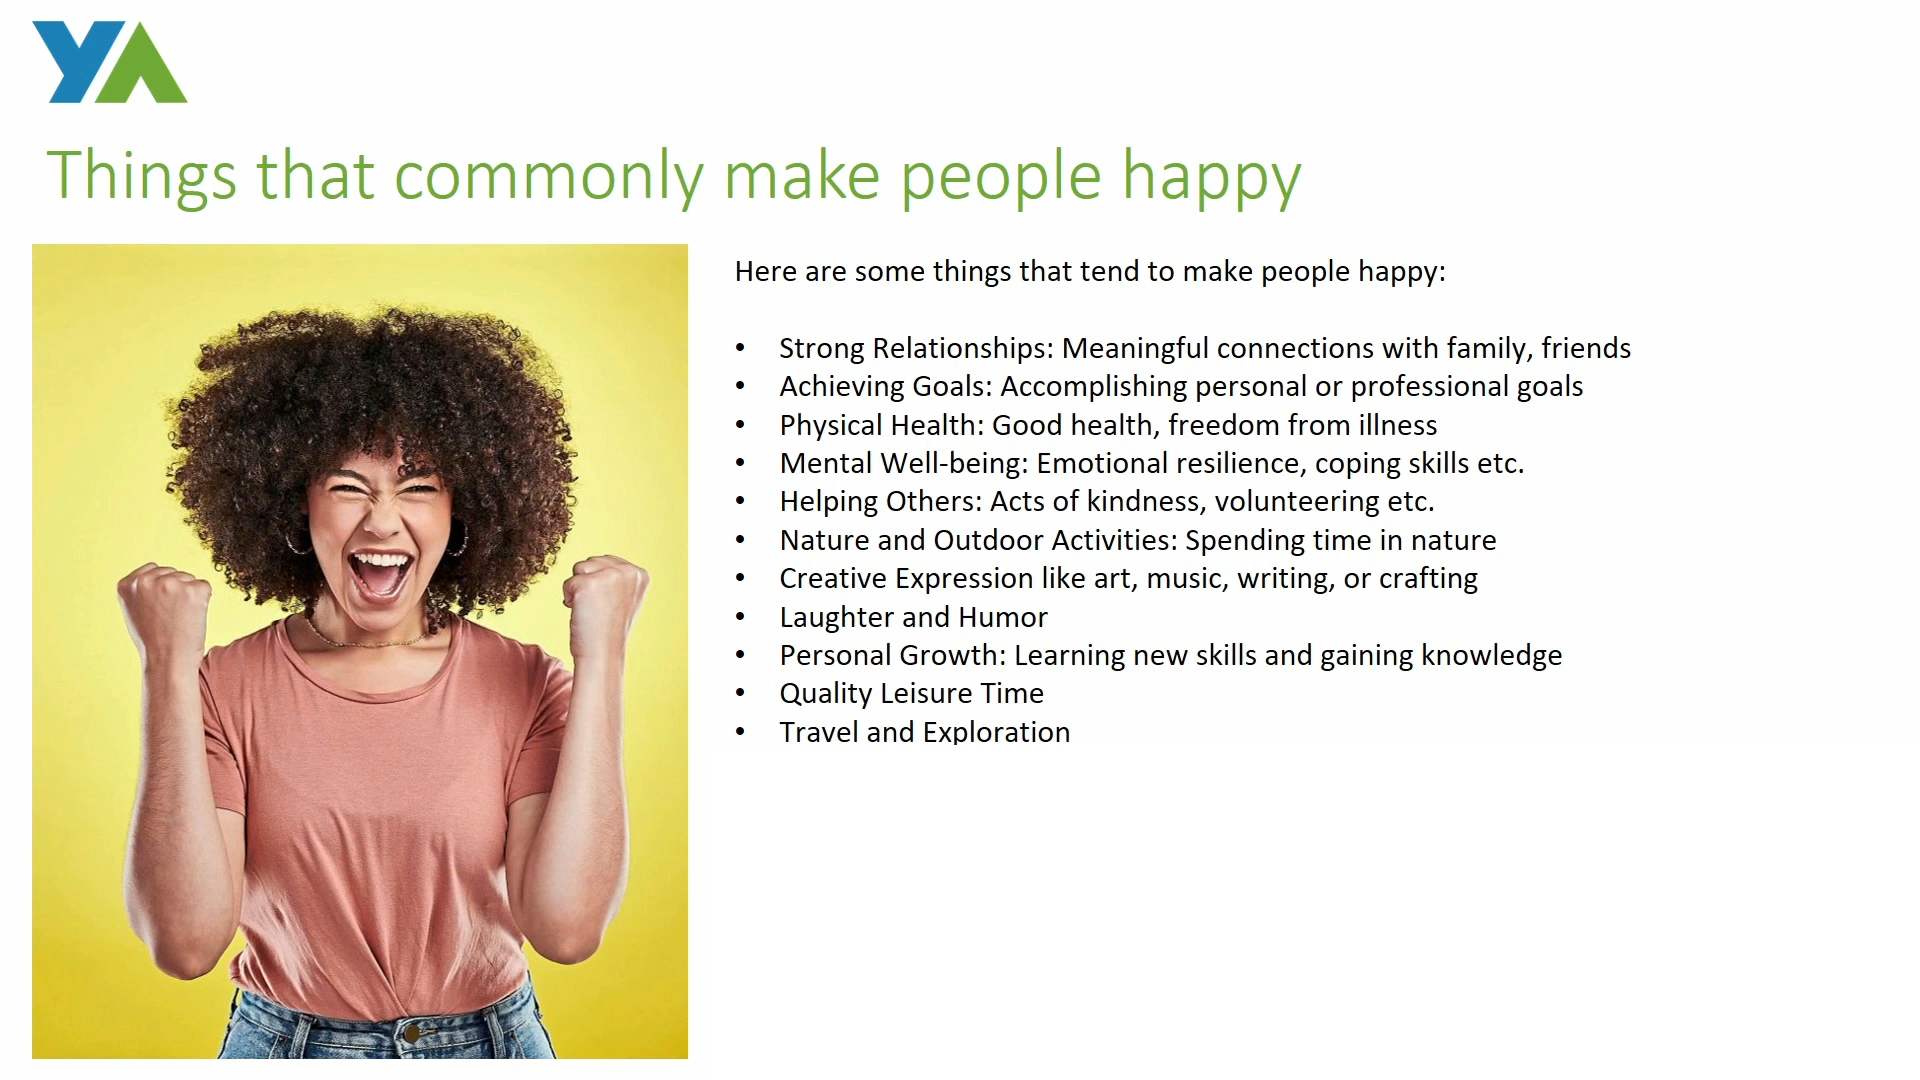 YA
Things that commonly make people happy
Here are some things that tend to make people happy:
• Strong Relationships: Meaningful connections with family, friends
• Achieving Goals: Accomplishing personal or professional goals
• Physical Health: Good health, freedom from illness
• Mental Well-being: Emotional resilience, coping skills etc.
• Helping Others: Acts of kindness, volunteering etc.
• Nature and Outdoor Activities: Spending time in nature
• Creative Expression like art, music, writing, or crafting
• Laughter and Humor
• Personal Growth: Learning new skills and gaining knowledge
• Quality Leisure Time
• Travel and Exploration